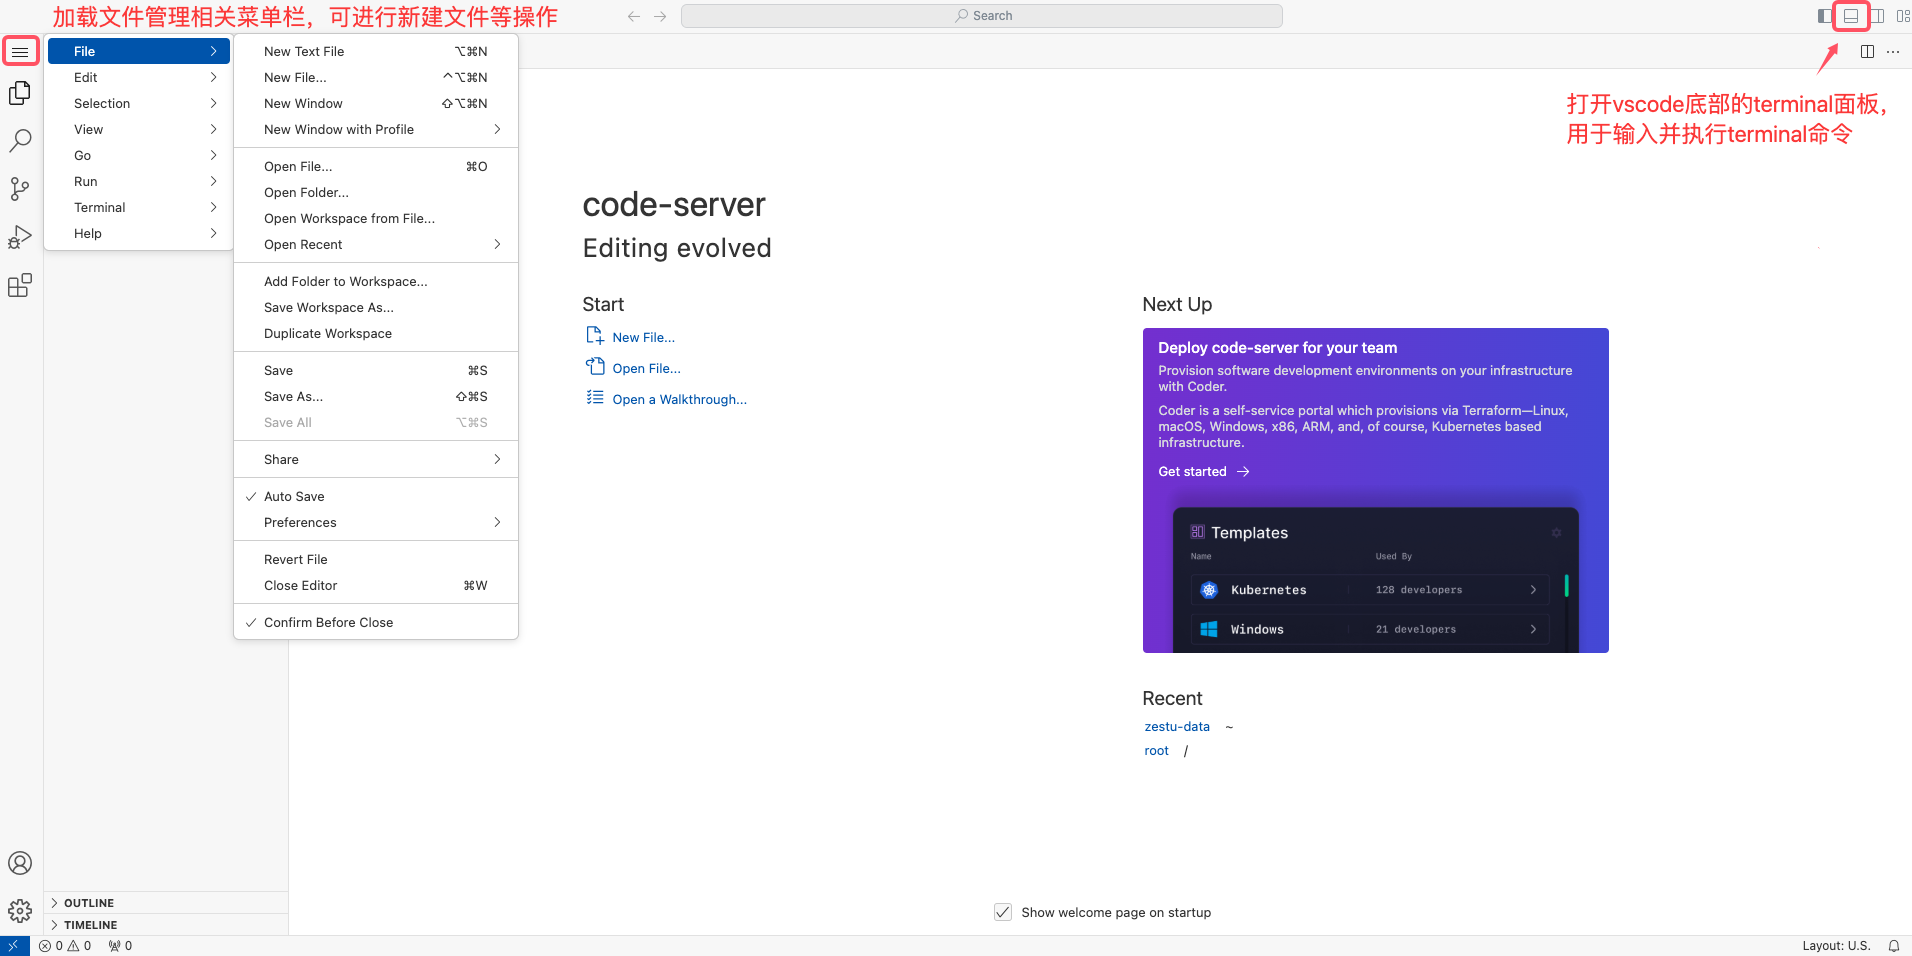 加载文件管理相关菜单栏，可进行新建文件等操作
Search
File
Edit
Selection
View
Go
Run
Terminal
Help
New Text File ⌥⌘N
New File... ^⌥⌘N
New Window ⇧⌥⌘N
New Window with Profile
Open File... ⌘O
Open Folder...
Open Workspace from File...
Open Recent
Add Folder to Workspace...
Save Workspace As...
Duplicate Workspace
Save ⌘S
Save As... ⇧⌘S
Save All ⌥⌘S
Share
Auto Save
Preferences
Revert File
Close Editor ⌘W
Confirm Before Close
打开vscode底部的terminal面板，
用于输入并执行terminal命令
code-server
Editing evolved
Start
New File...
Open File...
Open a Walkthrough...
Next Up
Deploy code-server for your team
Provision software development environments on your infrastructure
with Coder.
Coder is a self-service portal which provisions via Terraform—Linux,
macOS, Windows, x86, ARM, and, of course, Kubernetes based
infrastructure.
Get started →
Templates
Name Used By
Kubernetes 128 developers
Windows 21 developers
Recent
zestu-data ~
root /
Show welcome page on startup
OUTLINE
TIMELINE
0 0 0
Layout: U.S.